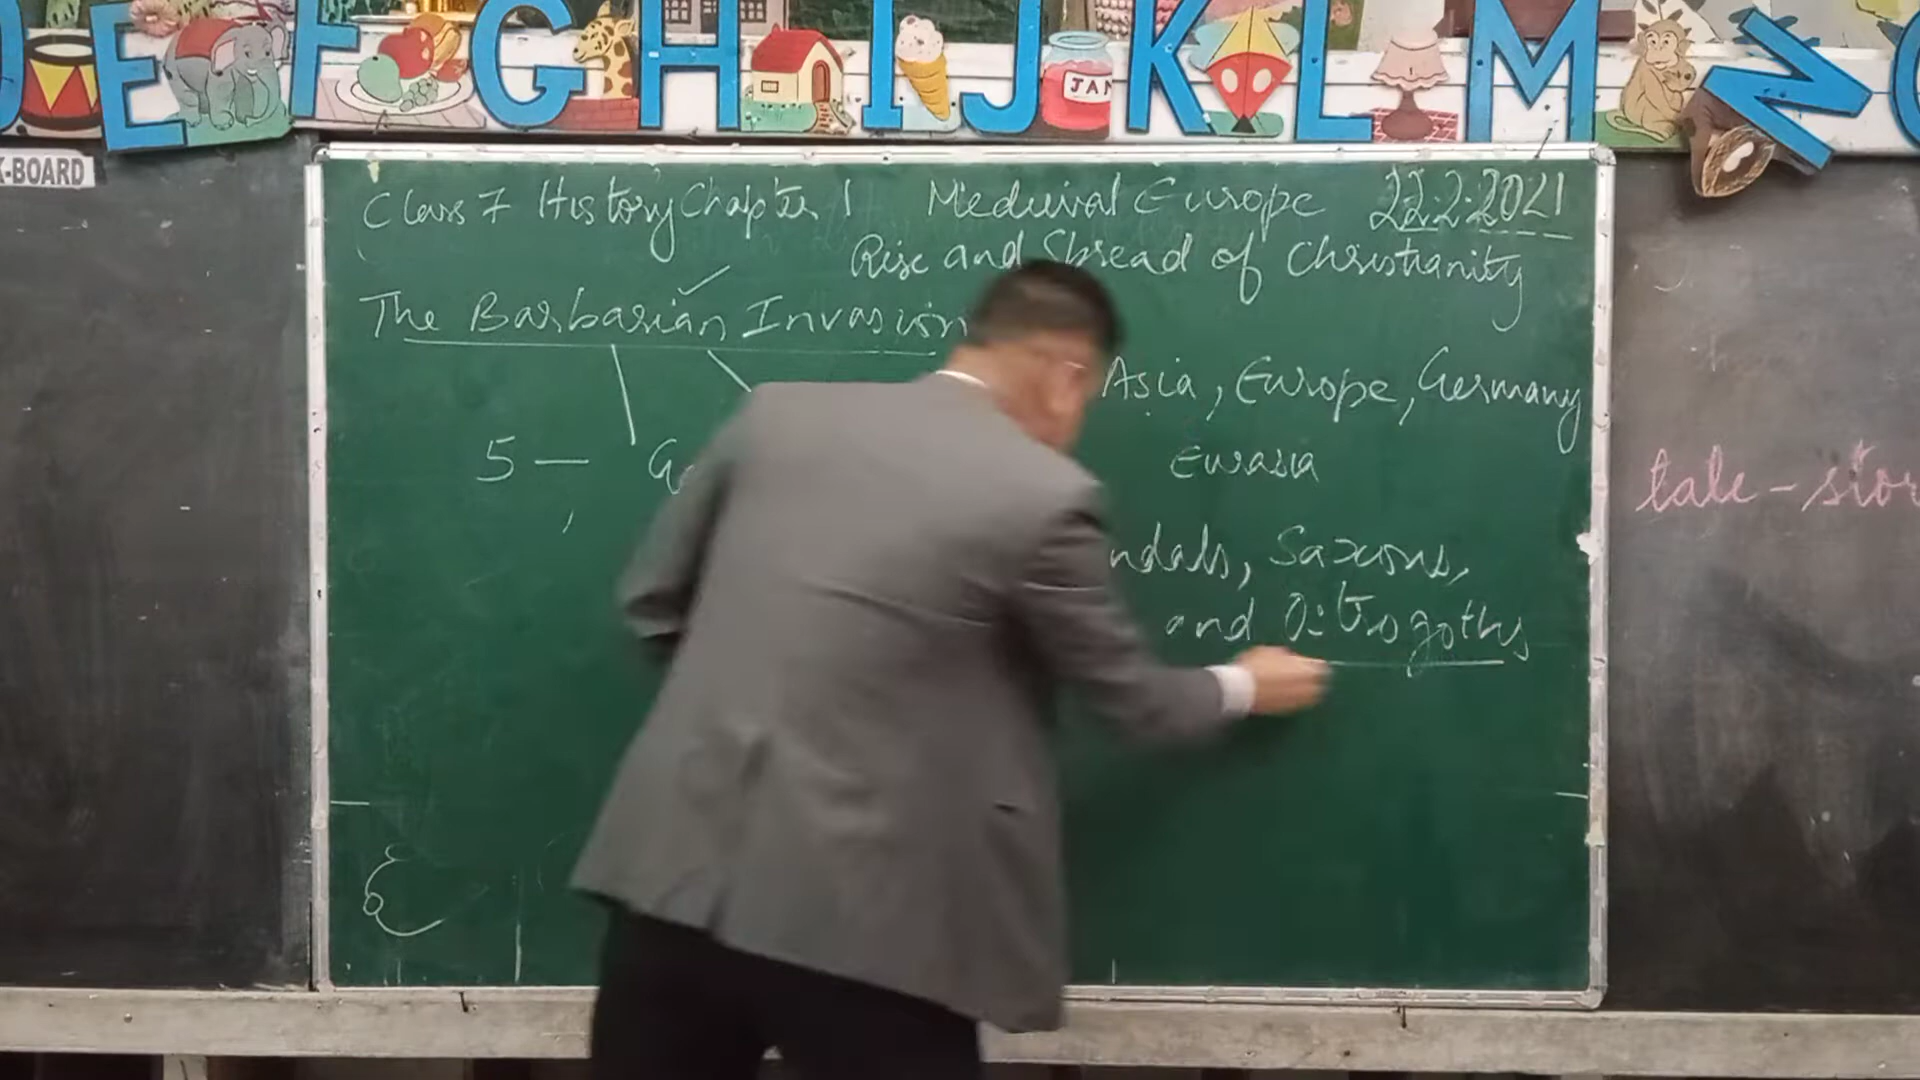 E F G H I J K L M N
JAM
K-BOARD
Class 7 History Chapter 1 Medieval Europe 22.2.2021
Rise and Spread of Christianity
The Barbarian Invasion
Asia, Europe, Germany
5 —
Eurasia
tale - stor
ndals, Saxons,
and Ostrogoths